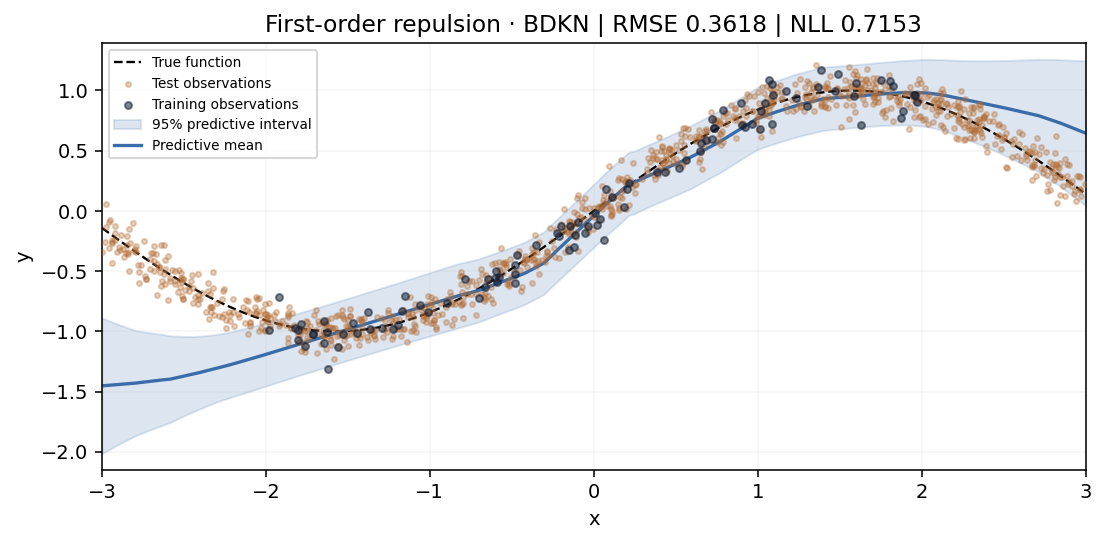 First-order repulsion · BDKN | RMSE 0.3618 | NLL 0.7153
True function
Test observations
Training observations
95% predictive interval
Predictive mean
1.0
0.5
0.0
−0.5
−1.0
−1.5
−2.0
y
−3
−2
−1
0
1
2
3
x